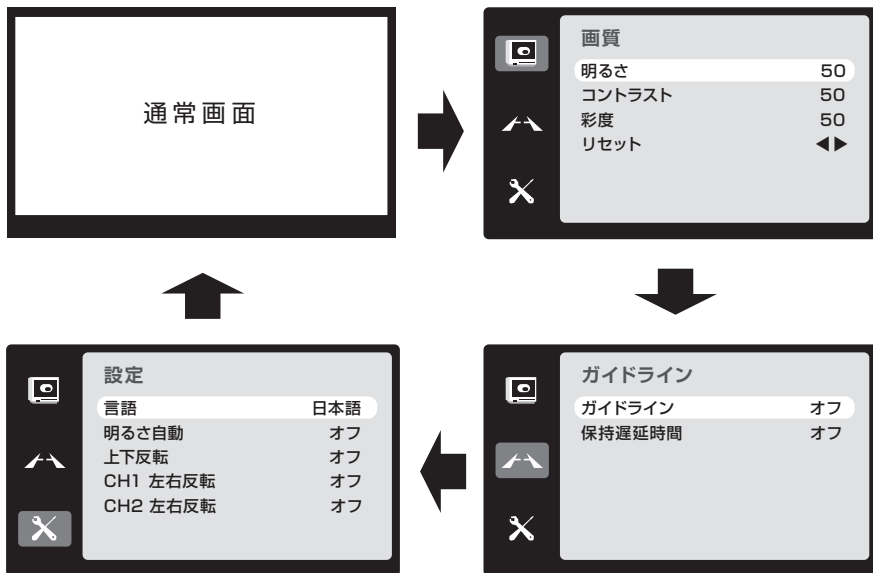 通常画面
画質
明るさ 50
コントラスト 50
彩度 50
リセット ◀▶
設定
言語 日本語
明るさ自動 オフ
上下反転 オフ
CH1 左右反転 オフ
CH2 左右反転 オフ
ガイドライン
ガイドライン オフ
保持遅延時間 オフ